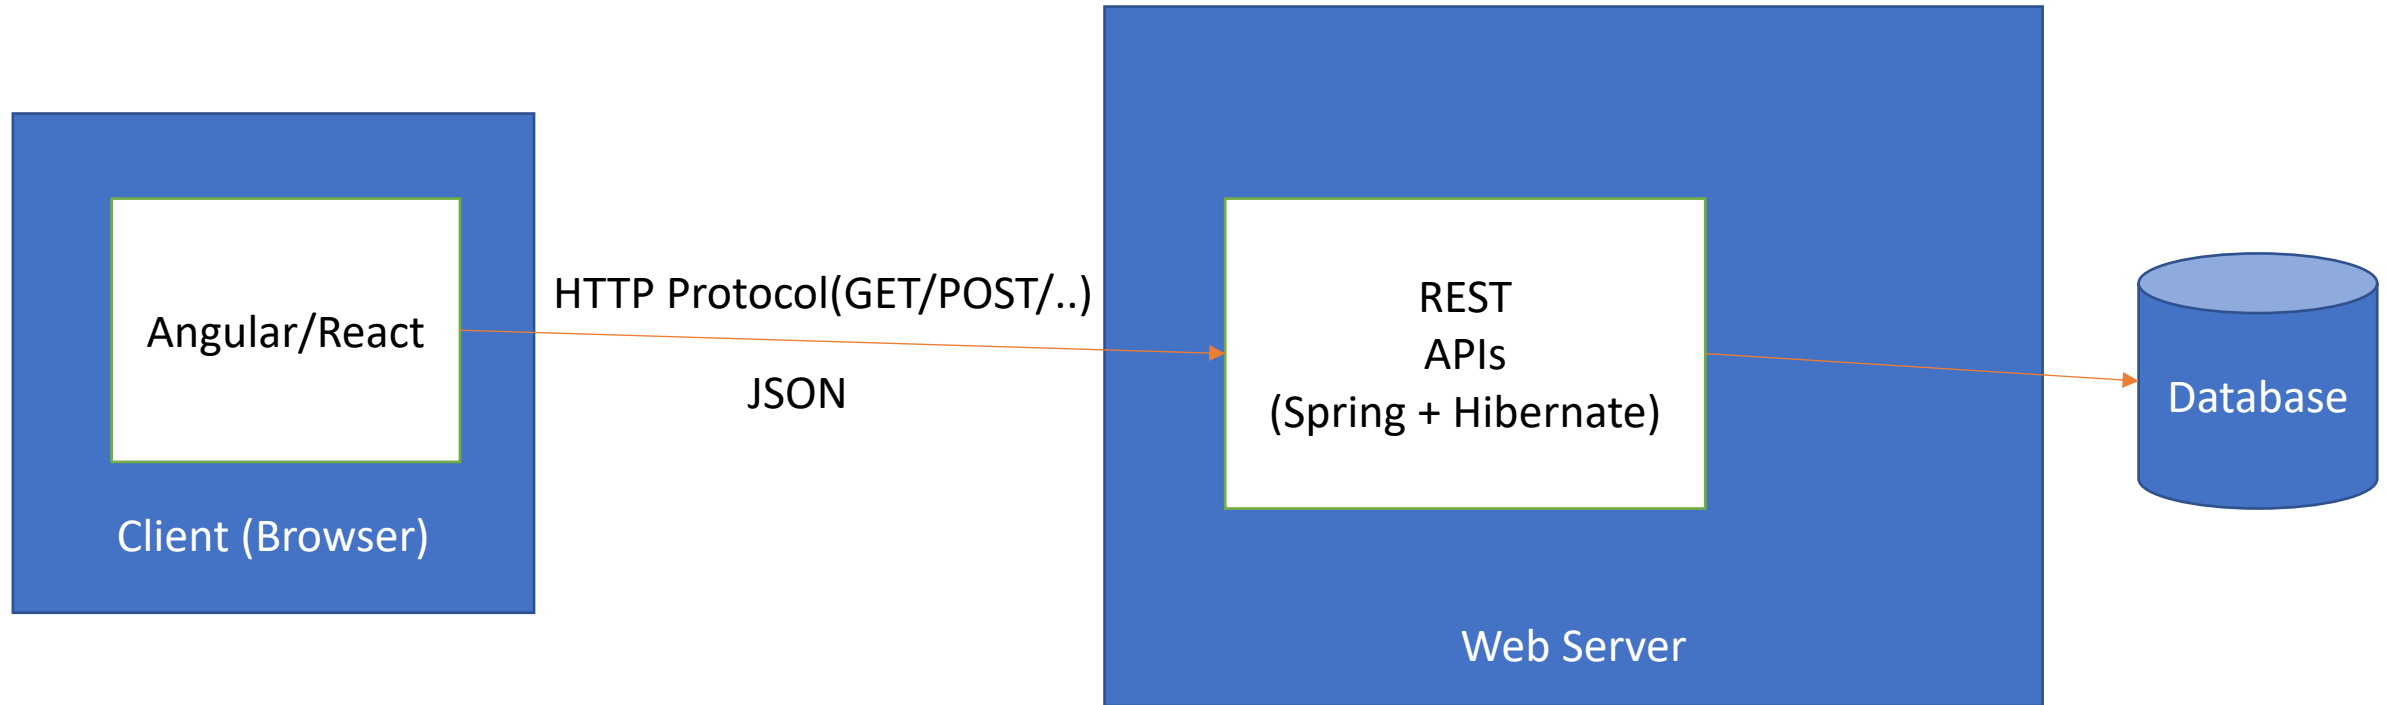 Angular/React
Client (Browser)
HTTP Protocol(GET/POST/..)
JSON
REST
APIs
(Spring + Hibernate)
Web Server
Database